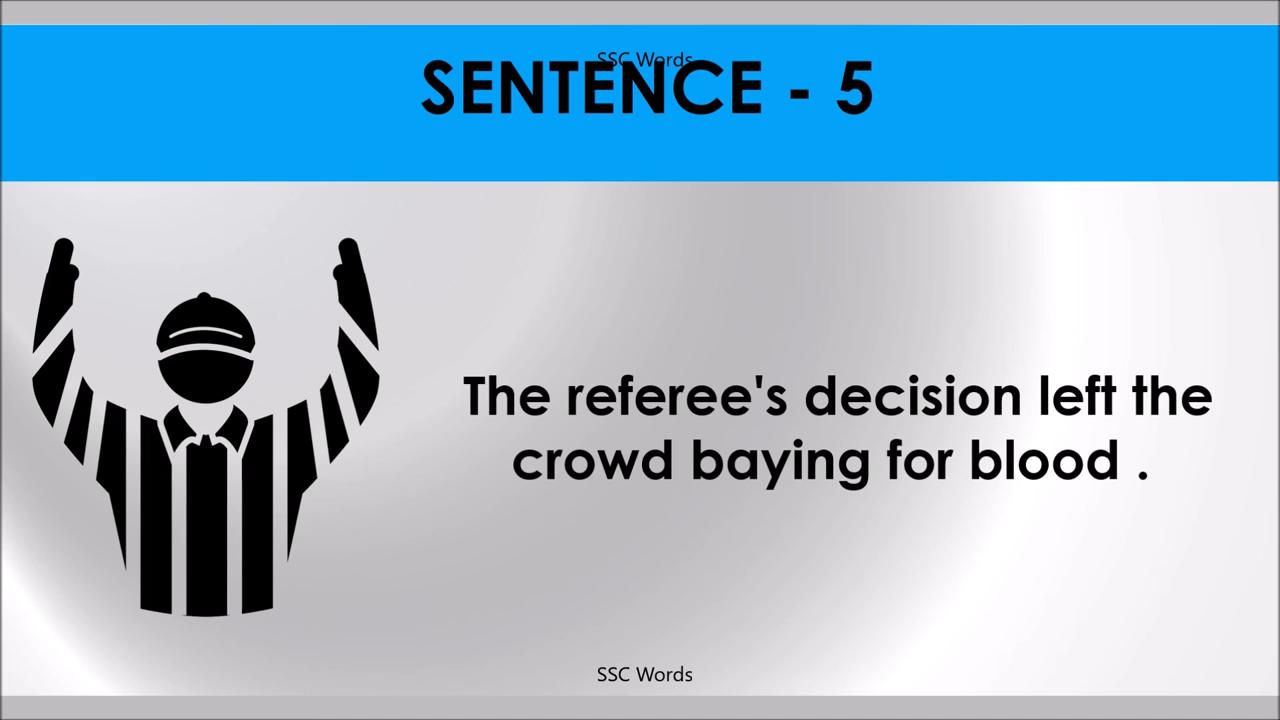 SSC Words
SENTENCE - 5
The referee's decision left the
crowd baying for blood .
SSC Words